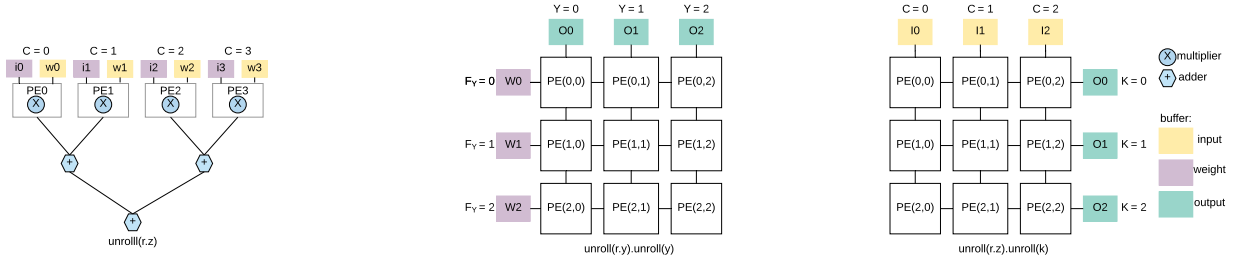 C = 0 C = 1 C = 2 C = 3
i0 w0 i1 w1 i2 w2 i3 w3
PE0 PE1 PE2 PE3
X X X X
+ +
+
unrolll(r.z)
Y = 0 Y = 1 Y = 2
O0 O1 O2
FY = 0 W0 PE(0,0) PE(0,1) PE(0,2)
FY = 1 W1 PE(1,0) PE(1,1) PE(1,2)
FY = 2 W2 PE(2,0) PE(2,1) PE(2,2)
unroll(r.y).unroll(y)
C = 0 C = 1 C = 2
I0 I1 I2
PE(0,0) PE(0,1) PE(0,2) O0 K = 0
PE(1,0) PE(1,1) PE(1,2) O1 K = 1
PE(2,0) PE(2,1) PE(2,2) O2 K = 2
unroll(r.z).unroll(k)
X multiplier
+ adder
buffer:
input
weight
output